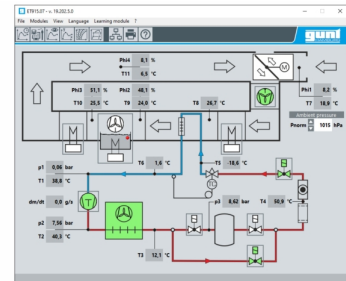 ET915.07 - v. 19.202.5.0
File Modules View Language Learning module ?
gunt
Phi4 8,1 %
T11 6,5 °C
Phi3 51,1 %
T10 25,5 °C
Phi2 48,1 %
T9 24,0 °C
T8 26,7 °C
Phi1 8,2 %
T7 18,9 °C
Ambient pressure
Pnorm 1015 hPa
M
M
M
p1 0,06 bar
T1 38,8 °C
T6 1,6 °C
T5 -18,6 °C
TC
dm/dt 0,0 g/s
p3 8,62 bar
T4 50,9 °C
p2 7,56 bar
T2 40,3 °C
T3 12,1 °C